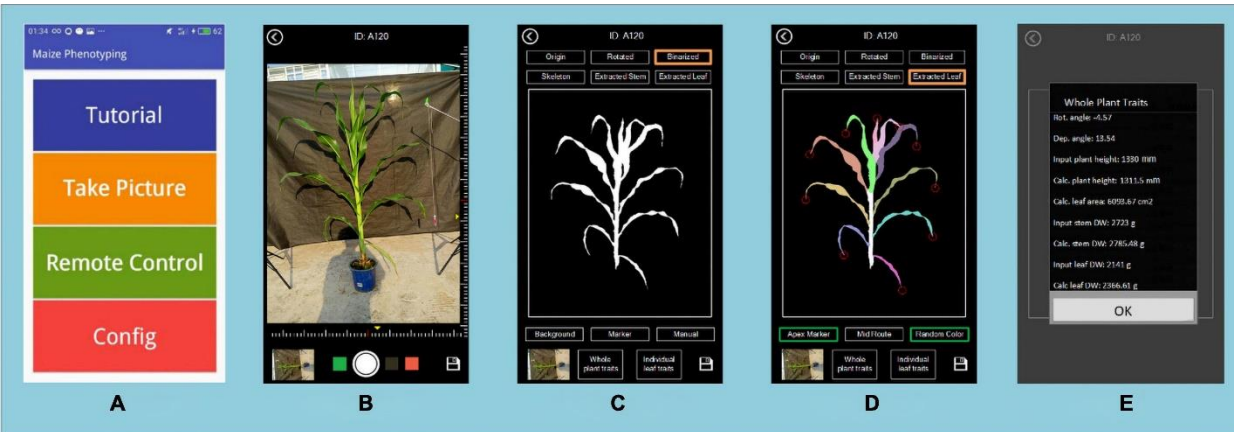 01:34
62
Maize Phenotyping
Tutorial
Take Picture
Remote Control
Config
A
ID: A120
B
ID: A120
Origin Rotated Binarized
Skeleton Extracted Stem Extracted Leaf
Background Marker Manual
Whole plant traits
Individual leaf traits
C
ID: A120
Origin Rotated Binarized
Skeleton Extracted Stem Extracted Leaf
Apex Marker Mid Route Random Color
Whole plant traits
Individual leaf traits
D
ID: A120
Whole Plant Traits
Rot. angle: -4.57
Dep. angle: 13.54
Input plant height: 1330 mm
Calc. plant height: 1311.5 mm
Calc. leaf area: 6093.67 cm2
Input stem DW: 2723 g
Calc. stem DW: 2785.48 g
Input leaf DW: 2141 g
Calc leaf DW: 2366.61 g
OK
E